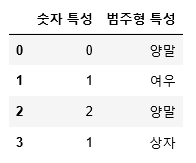 숫자 특성 범주형 특성
0 0 양말
1 1 여우
2 2 양말
3 1 상자